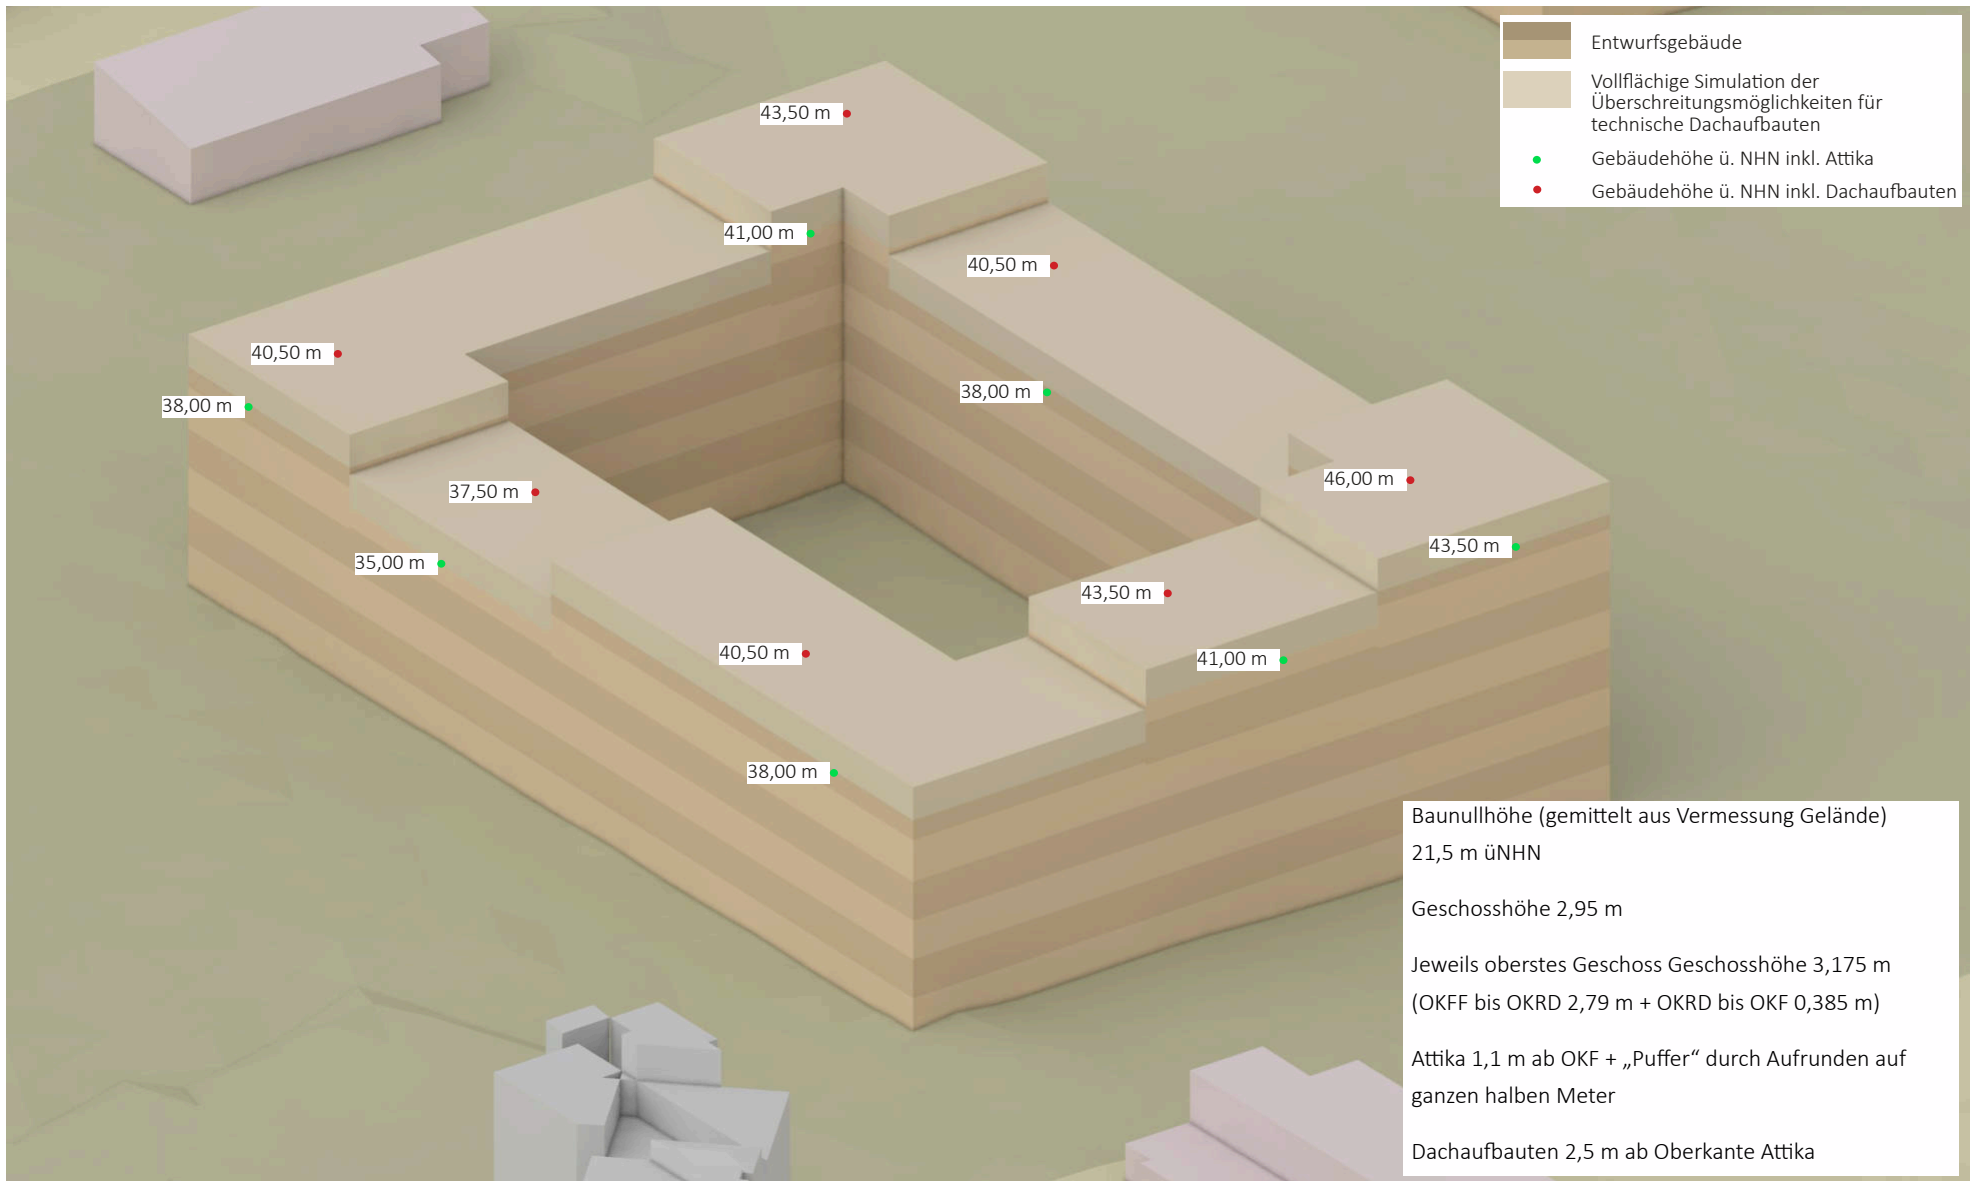 Entwurfsgebäude
Vollflächige Simulation der
Überschreitungsmöglichkeiten für
technische Dachaufbauten
Gebäudehöhe ü. NHN inkl. Attika
Gebäudehöhe ü. NHN inkl. Dachaufbauten
43,50 m
41,00 m
40,50 m
40,50 m
38,00 m
38,00 m
37,50 m
46,00 m
43,50 m
35,00 m
43,50 m
40,50 m
41,00 m
38,00 m
Baunullhöhe (gemittelt aus Vermessung Gelände)
21,5 m üNHN
Geschosshöhe 2,95 m
Jeweils oberstes Geschoss Geschosshöhe 3,175 m
(OKFF bis OKRD 2,79 m + OKRD bis OKF 0,385 m)
Attika 1,1 m ab OKF + „Puffer“ durch Aufrunden auf
ganzen halben Meter
Dachaufbauten 2,5 m ab Oberkante Attika